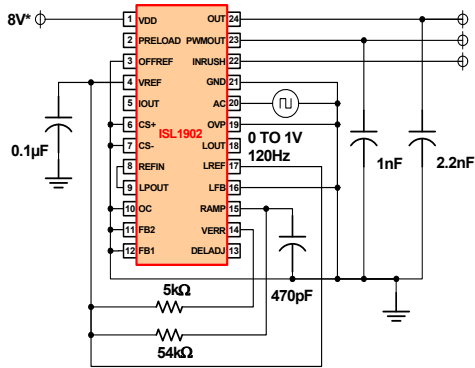 8V*
1 VDD OUT 24
2 PRELOAD PWMOUT 23
3 OFFREF INRUSH 22
4 VREF GND 21
5 IOUT AC 20
ISL1902
6 CS+ OVP 19
0 TO 1V
7 CS- LOUT 18
120Hz
8 REFIN LREF 17
9 LPOUT LFB 16
10 OC RAMP 15
11 FB2 VERR 14
12 FB1 DELADJ 13
0.1µF
1nF
2.2nF
470pF
5kΩ
54kΩ